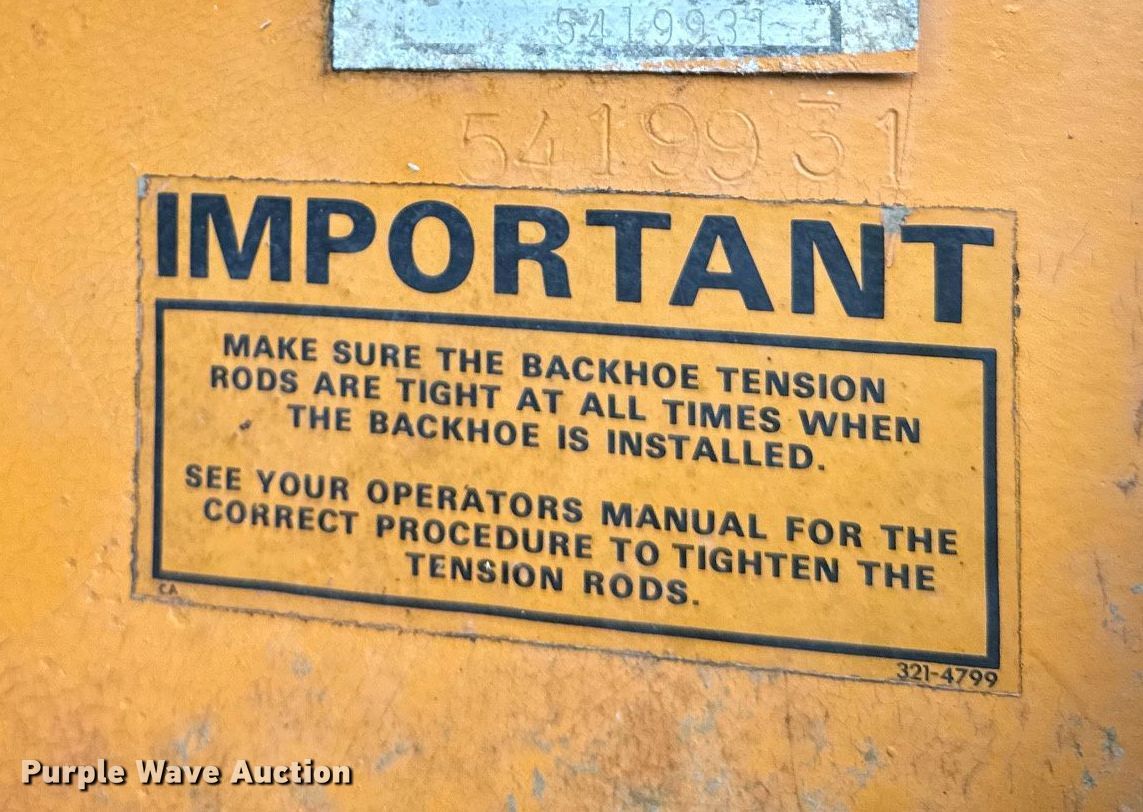 5419931
5419931
IMPORTANT
MAKE SURE THE BACKHOE TENSION
RODS ARE TIGHT AT ALL TIMES WHEN
THE BACKHOE IS INSTALLED.
SEE YOUR OPERATORS MANUAL FOR THE
CORRECT PROCEDURE TO TIGHTEN THE
TENSION RODS.
CA
321-4799
Purple Wave Auction